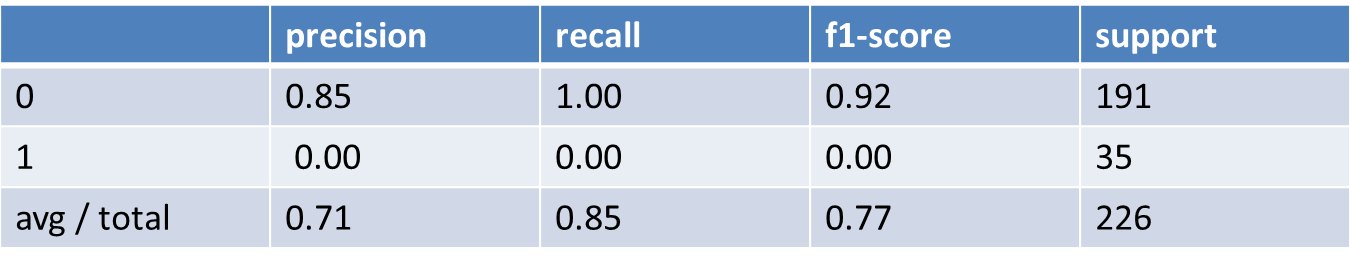 precision recall f1-score support
0 0.85 1.00 0.92 191
1 0.00 0.00 0.00 35
avg / total 0.71 0.85 0.77 226